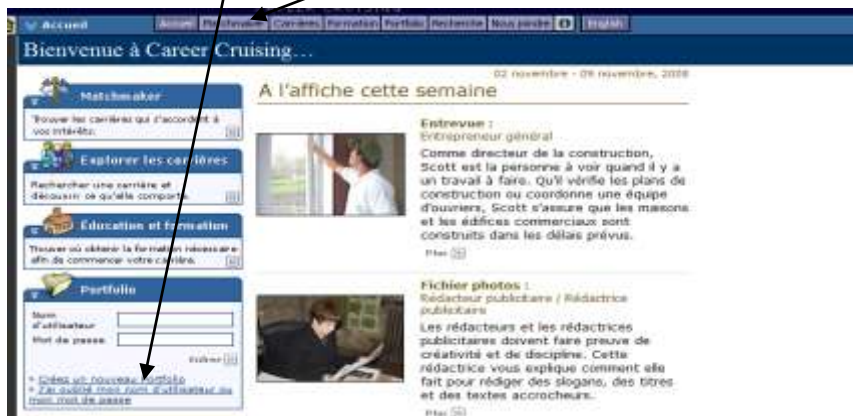 Accueil
Accueil Matchmaker Carrières Formation Portfolio Recherche Nous joindre English
Bienvenue à Career Cruising...
02 novembre - 09 novembre, 2008
A l'affiche cette semaine
Matchmaker
Trouver les carrières qui s'accordent à
vos intérêts.
Explorer les carrières
Rechercher une carrière et
découvrir ce qu'elle comporte.
Education et formation
Trouver où obtenir la formation nécessaire
afin de commencer votre carrière.
Portfolio
Nom
d'utilisateur
Mot de passe
Entrer
Créez un nouveau Portfolio
J'ai oublié mon nom d'utilisateur ou
mon mot de passe
Entrevue :
Entrepreneur général
Comme directeur de la construction,
Scott est la personne à voir quand il y a
un travail à faire. Qu'il vérifie les plans de
construction ou coordonne une équipe
d'ouvriers, Scott s'assure que les maisons
et les édifices commerciaux sont
construits dans les délais prévus.
Plus
Fichier photos :
Rédacteur publicitaire / Rédactrice
publicitaire
Les rédacteurs et les rédactrices
publicitaires doivent faire preuve de
créativité et de discipline. Cette
rédactrice vous explique comment elle
fait pour rédiger des slogans, des titres
et des textes accrocheurs.
Plus